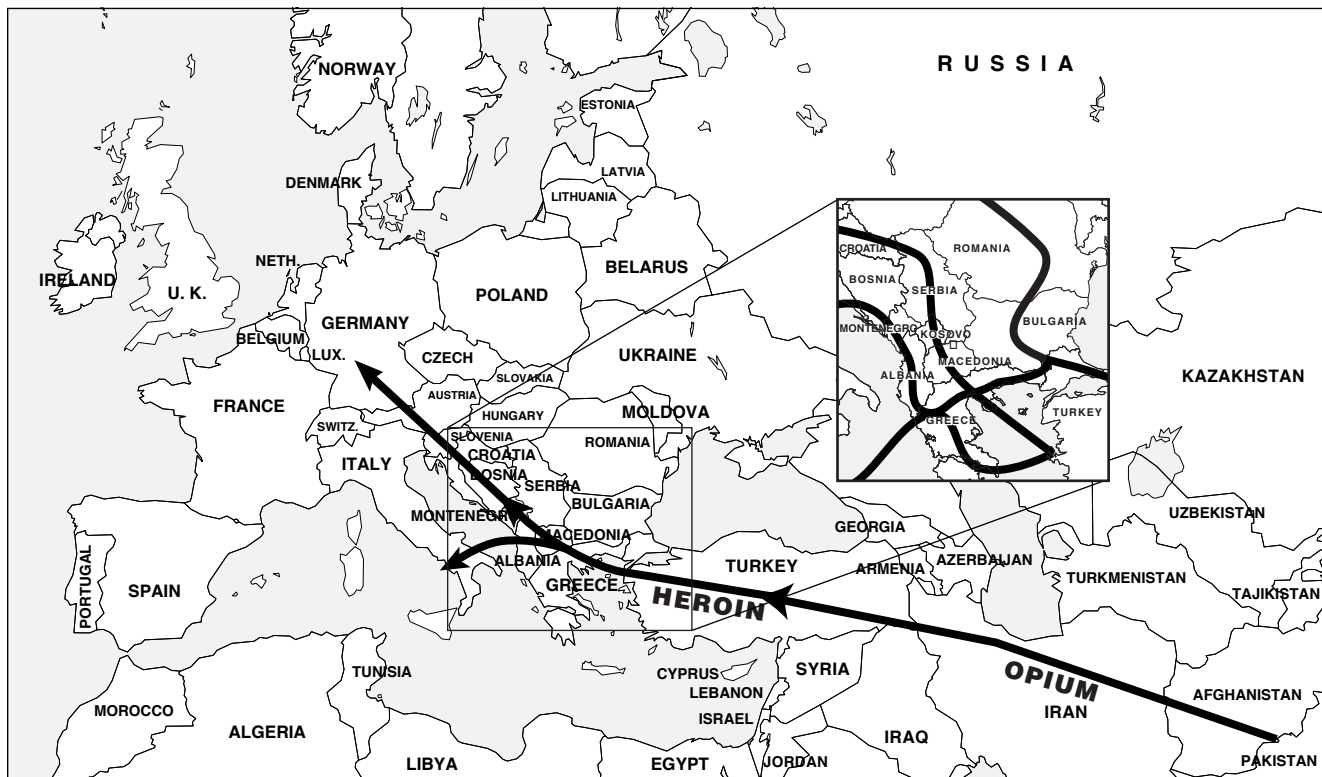 RUSSIA
NORWAY
ESTONIA
LATVIA
DENMARK
LITHUANIA
NETH.
BELARUS
IRELAND
U. K.
POLAND
GERMANY
BELGIUM
LUX.
CZECH
UKRAINE
SLOVAKIA
KAZAKHSTAN
AUSTRIA
FRANCE
HUNGARY
MOLDOVA
SWITZ.
SLOVENIA
ROMANIA
CROATIA
ITALY
BOSNIA
SERBIA
BULGARIA
MONTENEGRO
UZBEKISTAN
GEORGIA
MACEDONIA
ALBANIA
AZERBAIJAN
TURKEY
ARMENIA
TURKMENISTAN
GREECE
PORTUGAL
SPAIN
TAJIKISTAN
HEROIN
TUNISIA
CYPRUS
SYRIA
OPIUM
LEBANON
AFGHANISTAN
MOROCCO
IRAN
ISRAEL
ALGERIA
IRAQ
LIBYA
EGYPT
JORDAN
PAKISTAN
CROATIA
ROMANIA
BOSNIA
SERBIA
BULGARIA
MONTENEGRO
KOSOVO
MACEDONIA
ALBANIA
TURKEY
GREECE